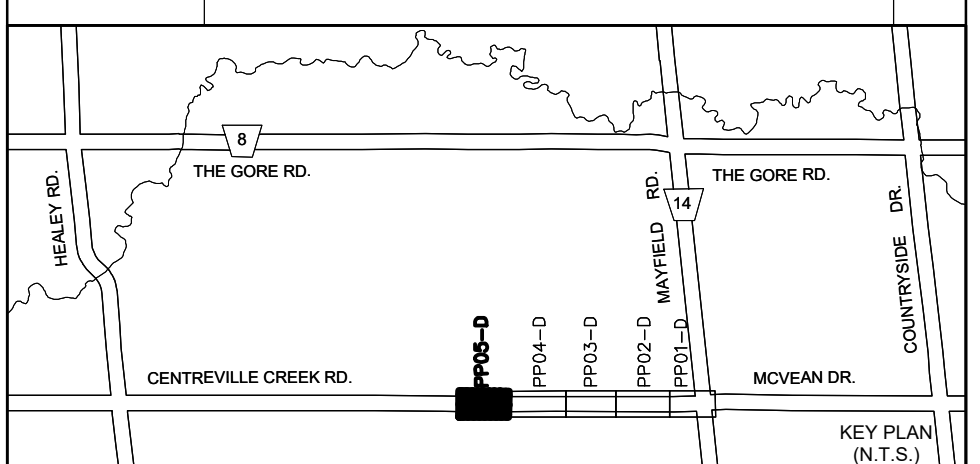 8
THE GORE RD.
THE GORE RD.
14
HEALEY RD.
MAYFIELD RD.
COUNTRYSIDE DR.
PP05-D
PP04-D
PP03-D
PP02-D
PP01-D
CENTREVILLE CREEK RD.
MCVEAN DR.
KEY PLAN
(N.T.S.)